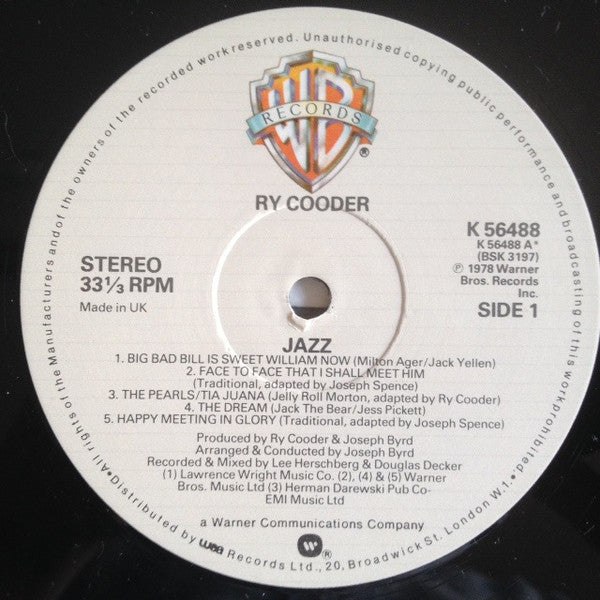 All rights of the Manufacturers and of the owners of the recorded work reserved. Unauthorised copying public performance and broadcasting of this work prohibited.
WB
RECORDS
®
RY COODER
STEREO
33⅓ RPM
Made in UK
K 56488
K 56488 A*
(BSK 3197)
℗ 1978 Warner
Bros. Records
Inc.
SIDE 1
JAZZ
1. BIG BAD BILL IS SWEET WILLIAM NOW (Milton Ager/Jack Yellen)
2. FACE TO FACE THAT I SHALL MEET HIM
(Traditional, adapted by Joseph Spence)
3. THE PEARLS/TIA JUANA (Jelly Roll Morton, adapted by Ry Cooder)
4. THE DREAM (Jack The Bear/Jess Pickett)
5. HAPPY MEETING IN GLORY (Traditional, adapted by Joseph Spence)
Produced by Ry Cooder & Joseph Byrd
Arranged & Conducted by Joseph Byrd
Recorded & Mixed by Lee Herschberg & Douglas Decker
(1) Lawrence Wright Music Co. (2), (4) & (5) Warner
Bros. Music Ltd (3) Herman Darewski Pub Co-
EMI Music Ltd
a Warner Communications Company
®
•Distributed by wea Records Ltd., 20, Broadwick St. London W.1.•